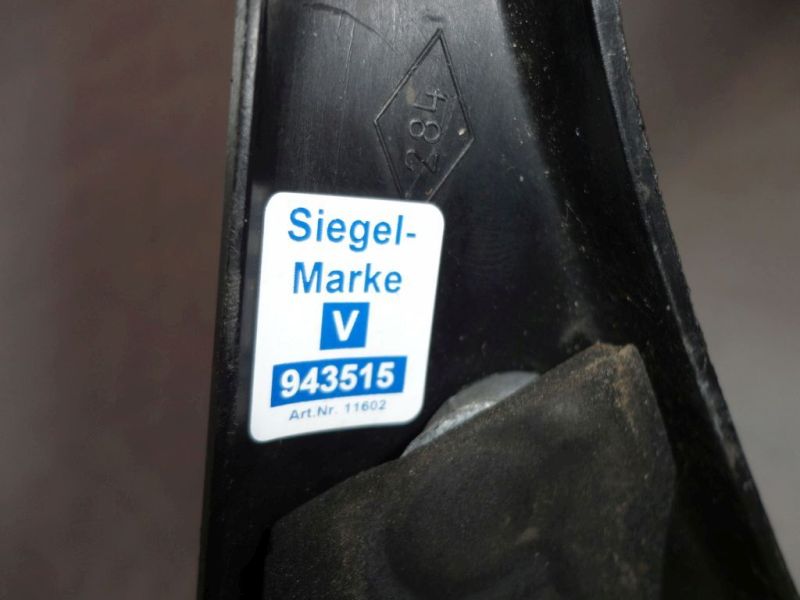 284
Siegel-
Marke
V
943515
Art.Nr. 11602